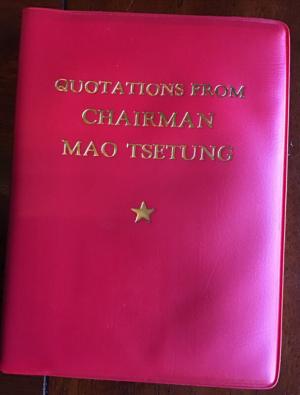 QUOTATIONS FROM
CHAIRMAN
MAO TSETUNG